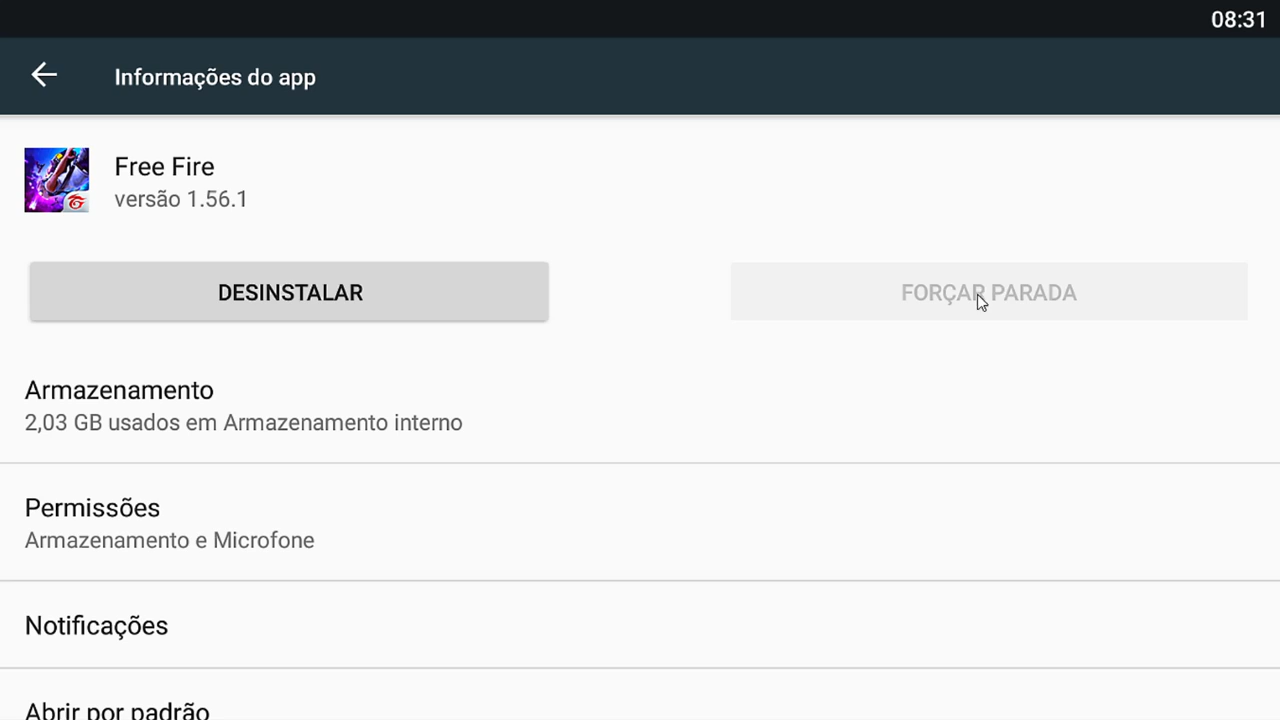 08:31
Informações do app
Free Fire
versão 1.56.1
DESINSTALAR
FORÇAR PARADA
Armazenamento
2,03 GB usados em Armazenamento interno
Permissões
Armazenamento e Microfone
Notificações
Abrir por padrão